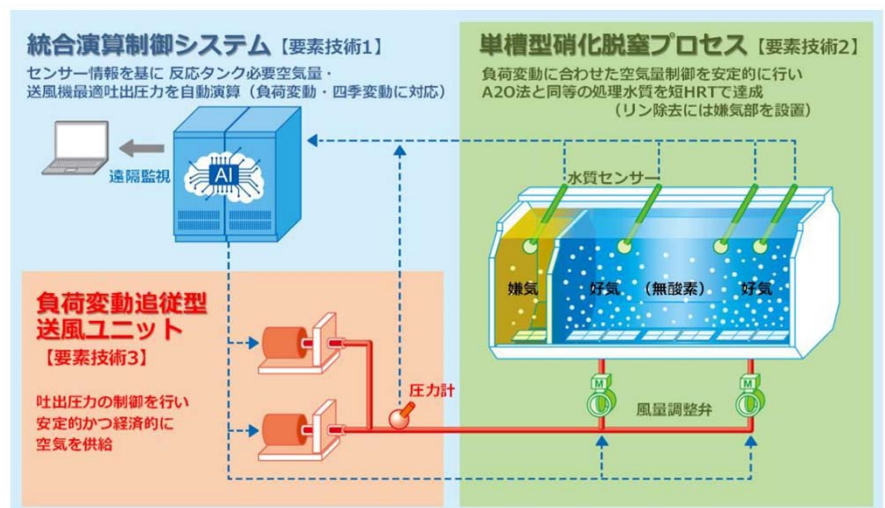 統合演算制御システム【要素技術1】
センサー情報を基に 反応タンク必要空気量・
送風機最適吐出圧力を自動演算（負荷変動・四季変動に対応）
遠隔監視
AI
単槽型硝化脱窒プロセス【要素技術2】
負荷変動に合わせた空気量制御を安定的に行い
A2O法と同等の処理水質を短HRTで達成
（リン除去には嫌気部を設置）
水質センサー
嫌気
好気
（無酸素）
好気
M
M
風量調整弁
負荷変動追従型
送風ユニット
【要素技術3】
吐出圧力の制御を行い
安定的かつ経済的に
空気を供給
圧力計